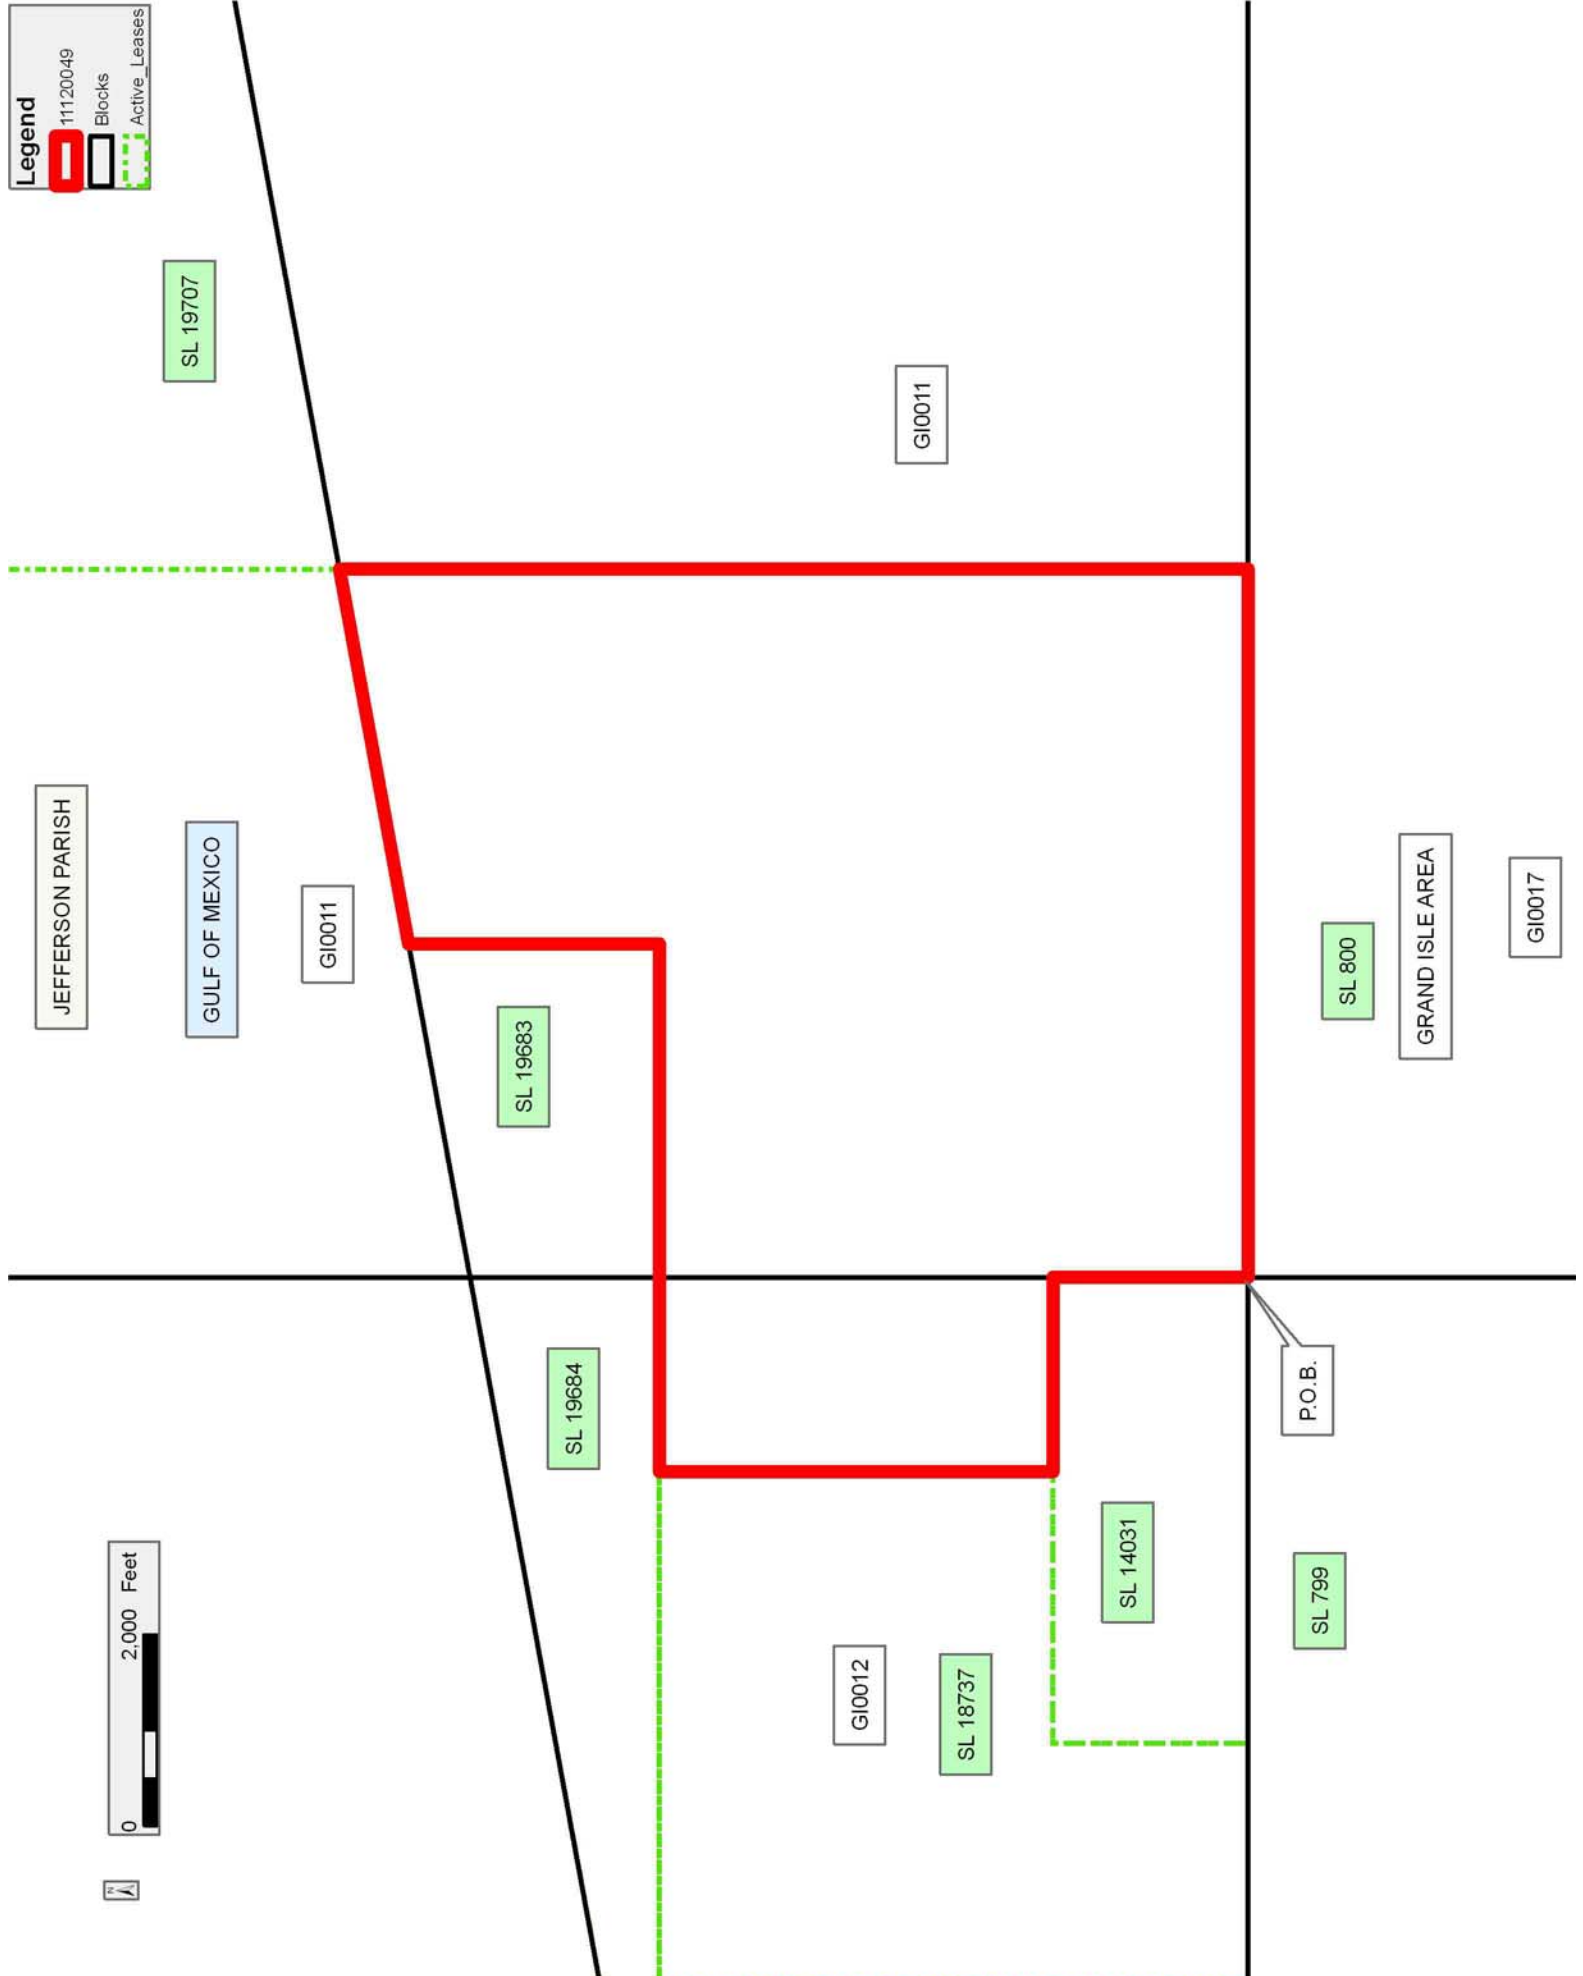 Legend
11120049
Blocks
Active_Leases
SL 19707
JEFFERSON PARISH
GULF OF MEXICO
GI0011
GI0011
SL 19683
SL 19684
0 2,000 Feet
N
GI0012
SL 18737
SL 14031
P.O.B.
SL 799
SL 800
GRAND ISLE AREA
GI0017